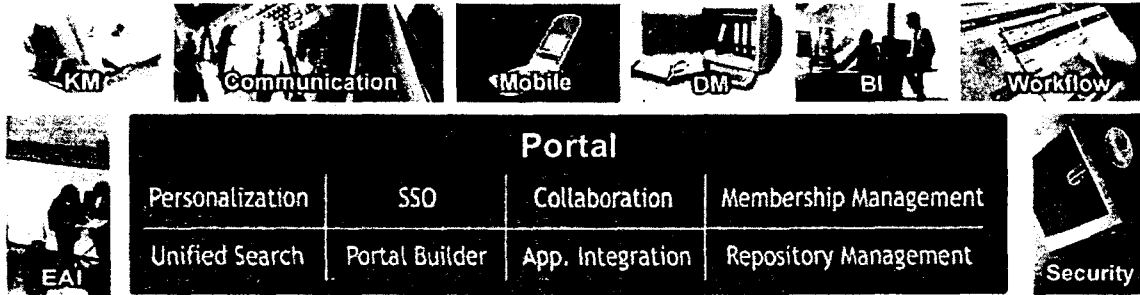 KM Communication Mobile DM BI Workflow
Portal
Personalization SSO Collaboration Membership Management
Unified Search Portal Builder App. Integration Repository Management
EAI Security